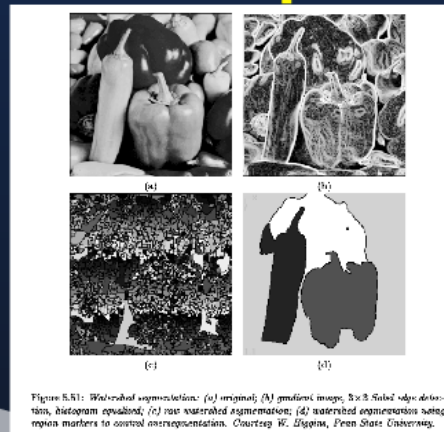 (a)
(b)
(c)
(d)
Figure 5.51: Watershed segmentation: (a) original; (b) gradient image, 3×3 Sobel edge detec-
tion, histogram equalized; (c) raw watershed segmentation; (d) watershed segmentation using
region markers to control oversegmentation. Courtesy W. Higgins, Penn State University.